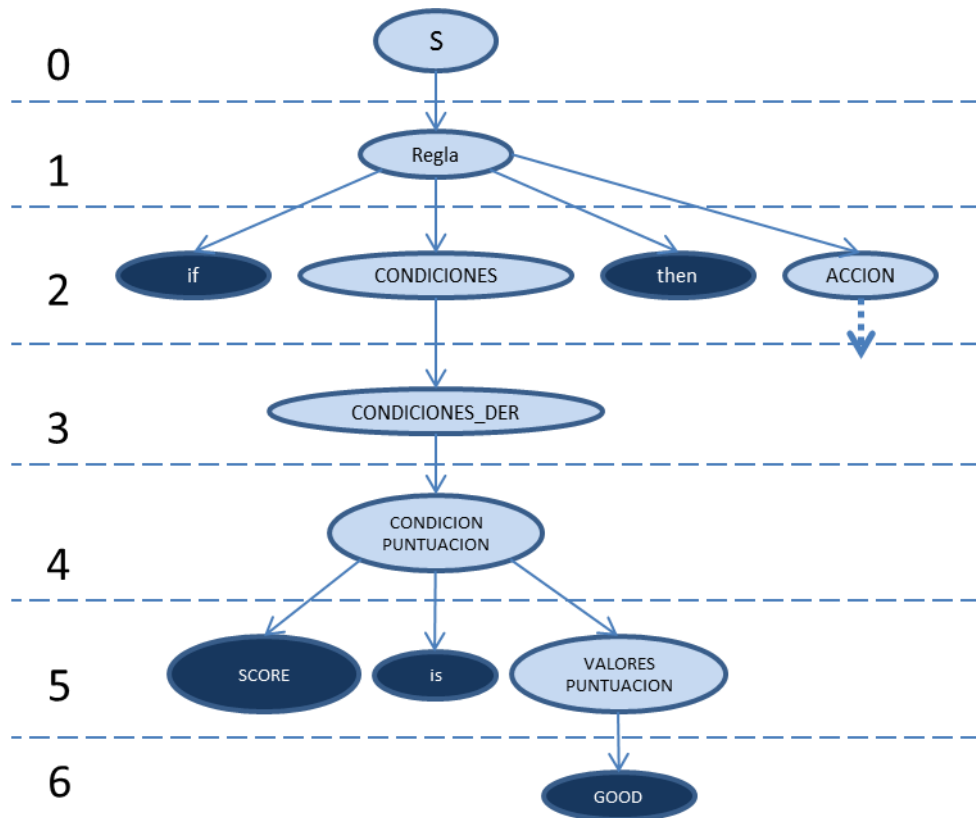 0
S
1
Regla
2
if
CONDICIONES
then
ACCION
3
CONDICIONES_DER
4
CONDICION
PUNTUACION
5
SCORE
is
VALORES
PUNTUACION
6
GOOD